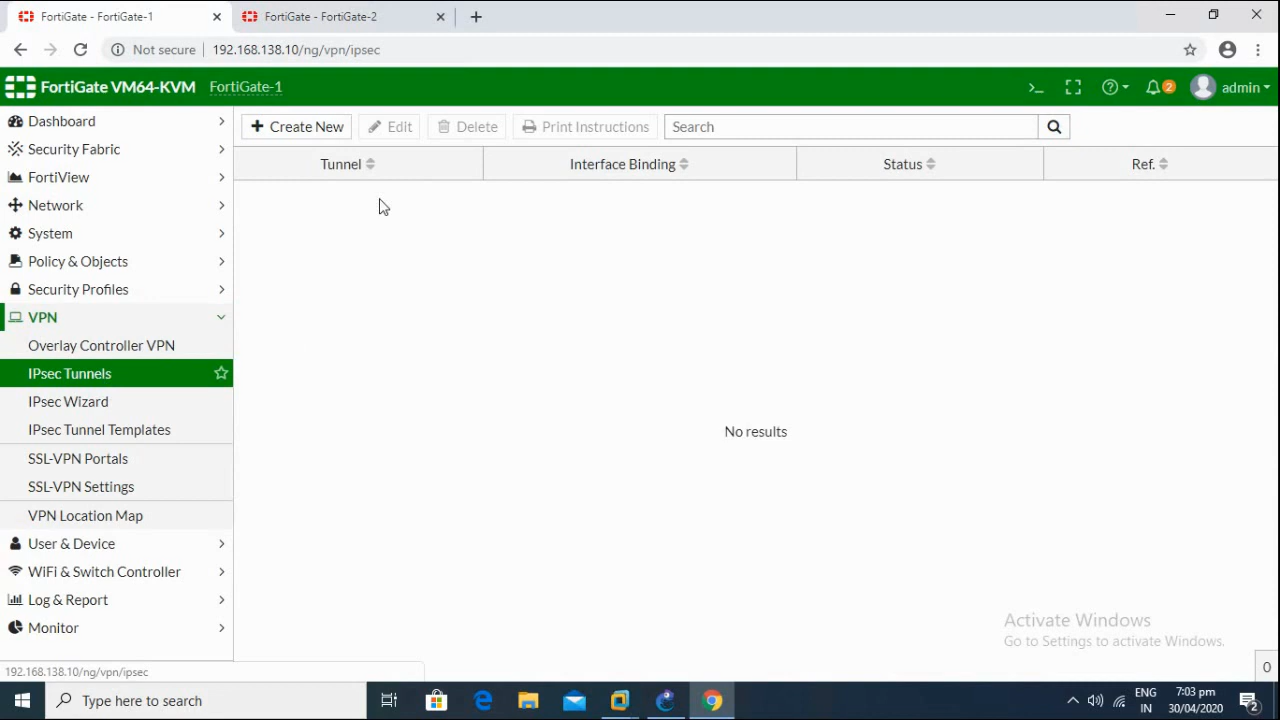 FortiGate - FortiGate-1
FortiGate - FortiGate-2
Not secure
192.168.138.10/ng/vpn/ipsec
FortiGate VM64-KVM
FortiGate-1
>_
2
admin
Dashboard
Security Fabric
FortiView
Network
System
Policy & Objects
Security Profiles
VPN
Overlay Controller VPN
IPsec Tunnels
IPsec Wizard
IPsec Tunnel Templates
SSL-VPN Portals
SSL-VPN Settings
VPN Location Map
User & Device
WiFi & Switch Controller
Log & Report
Monitor
Create New
Edit
Delete
Print Instructions
Search
Tunnel
Interface Binding
Status
Ref.
No results
Activate Windows
Go to Settings to activate Windows.
0
192.168.138.10/ng/vpn/ipsec
Type here to search
ENG
IN
7:03 pm
30/04/2020
2